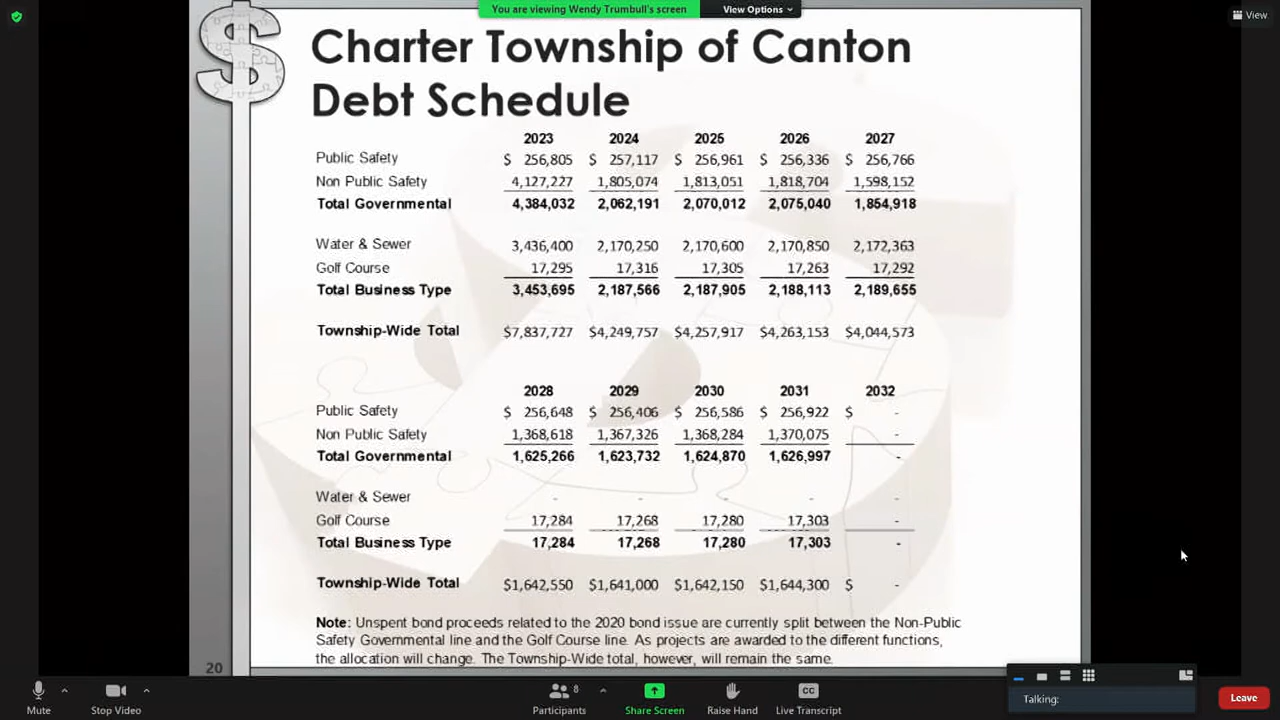 You are viewing Wendy Trumbull's screen View Options
View
Charter Township of Canton
Debt Schedule
2023 2024 2025 2026 2027
Public Safety $ 256,805 $ 257,117 $ 256,961 $ 256,336 $ 256,766
Non Public Safety 4,127,227 1,805,074 1,813,051 1,818,704 1,598,152
Total Governmental 4,384,032 2,062,191 2,070,012 2,075,040 1,854,918
Water & Sewer 3,436,400 2,170,250 2,170,600 2,170,850 2,172,363
Golf Course 17,295 17,316 17,305 17,263 17,292
Total Business Type 3,453,695 2,187,566 2,187,905 2,188,113 2,189,655
Township-Wide Total $7,837,727 $4,249,757 $4,257,917 $4,263,153 $4,044,573
2028 2029 2030 2031 2032
Public Safety $ 256,648 $ 256,406 $ 256,586 $ 256,922 $ -
Non Public Safety 1,368,618 1,367,326 1,368,284 1,370,075 -
Total Governmental 1,625,266 1,623,732 1,624,870 1,626,997 -
Water & Sewer - - - - -
Golf Course 17,284 17,268 17,280 17,303 -
Total Business Type 17,284 17,268 17,280 17,303 -
Township-Wide Total $1,642,550 $1,641,000 $1,642,150 $1,644,300 $ -
Note: Unspent bond proceeds related to the 2020 bond issue are currently split between the Non-Public
Safety Governmental line and the Golf Course line. As projects are awarded to the different functions,
the allocation will change. The Township-Wide total, however, will remain the same.
20
Talking:
8
CC
Mute Stop Video Participants Share Screen Raise Hand Live Transcript Leave